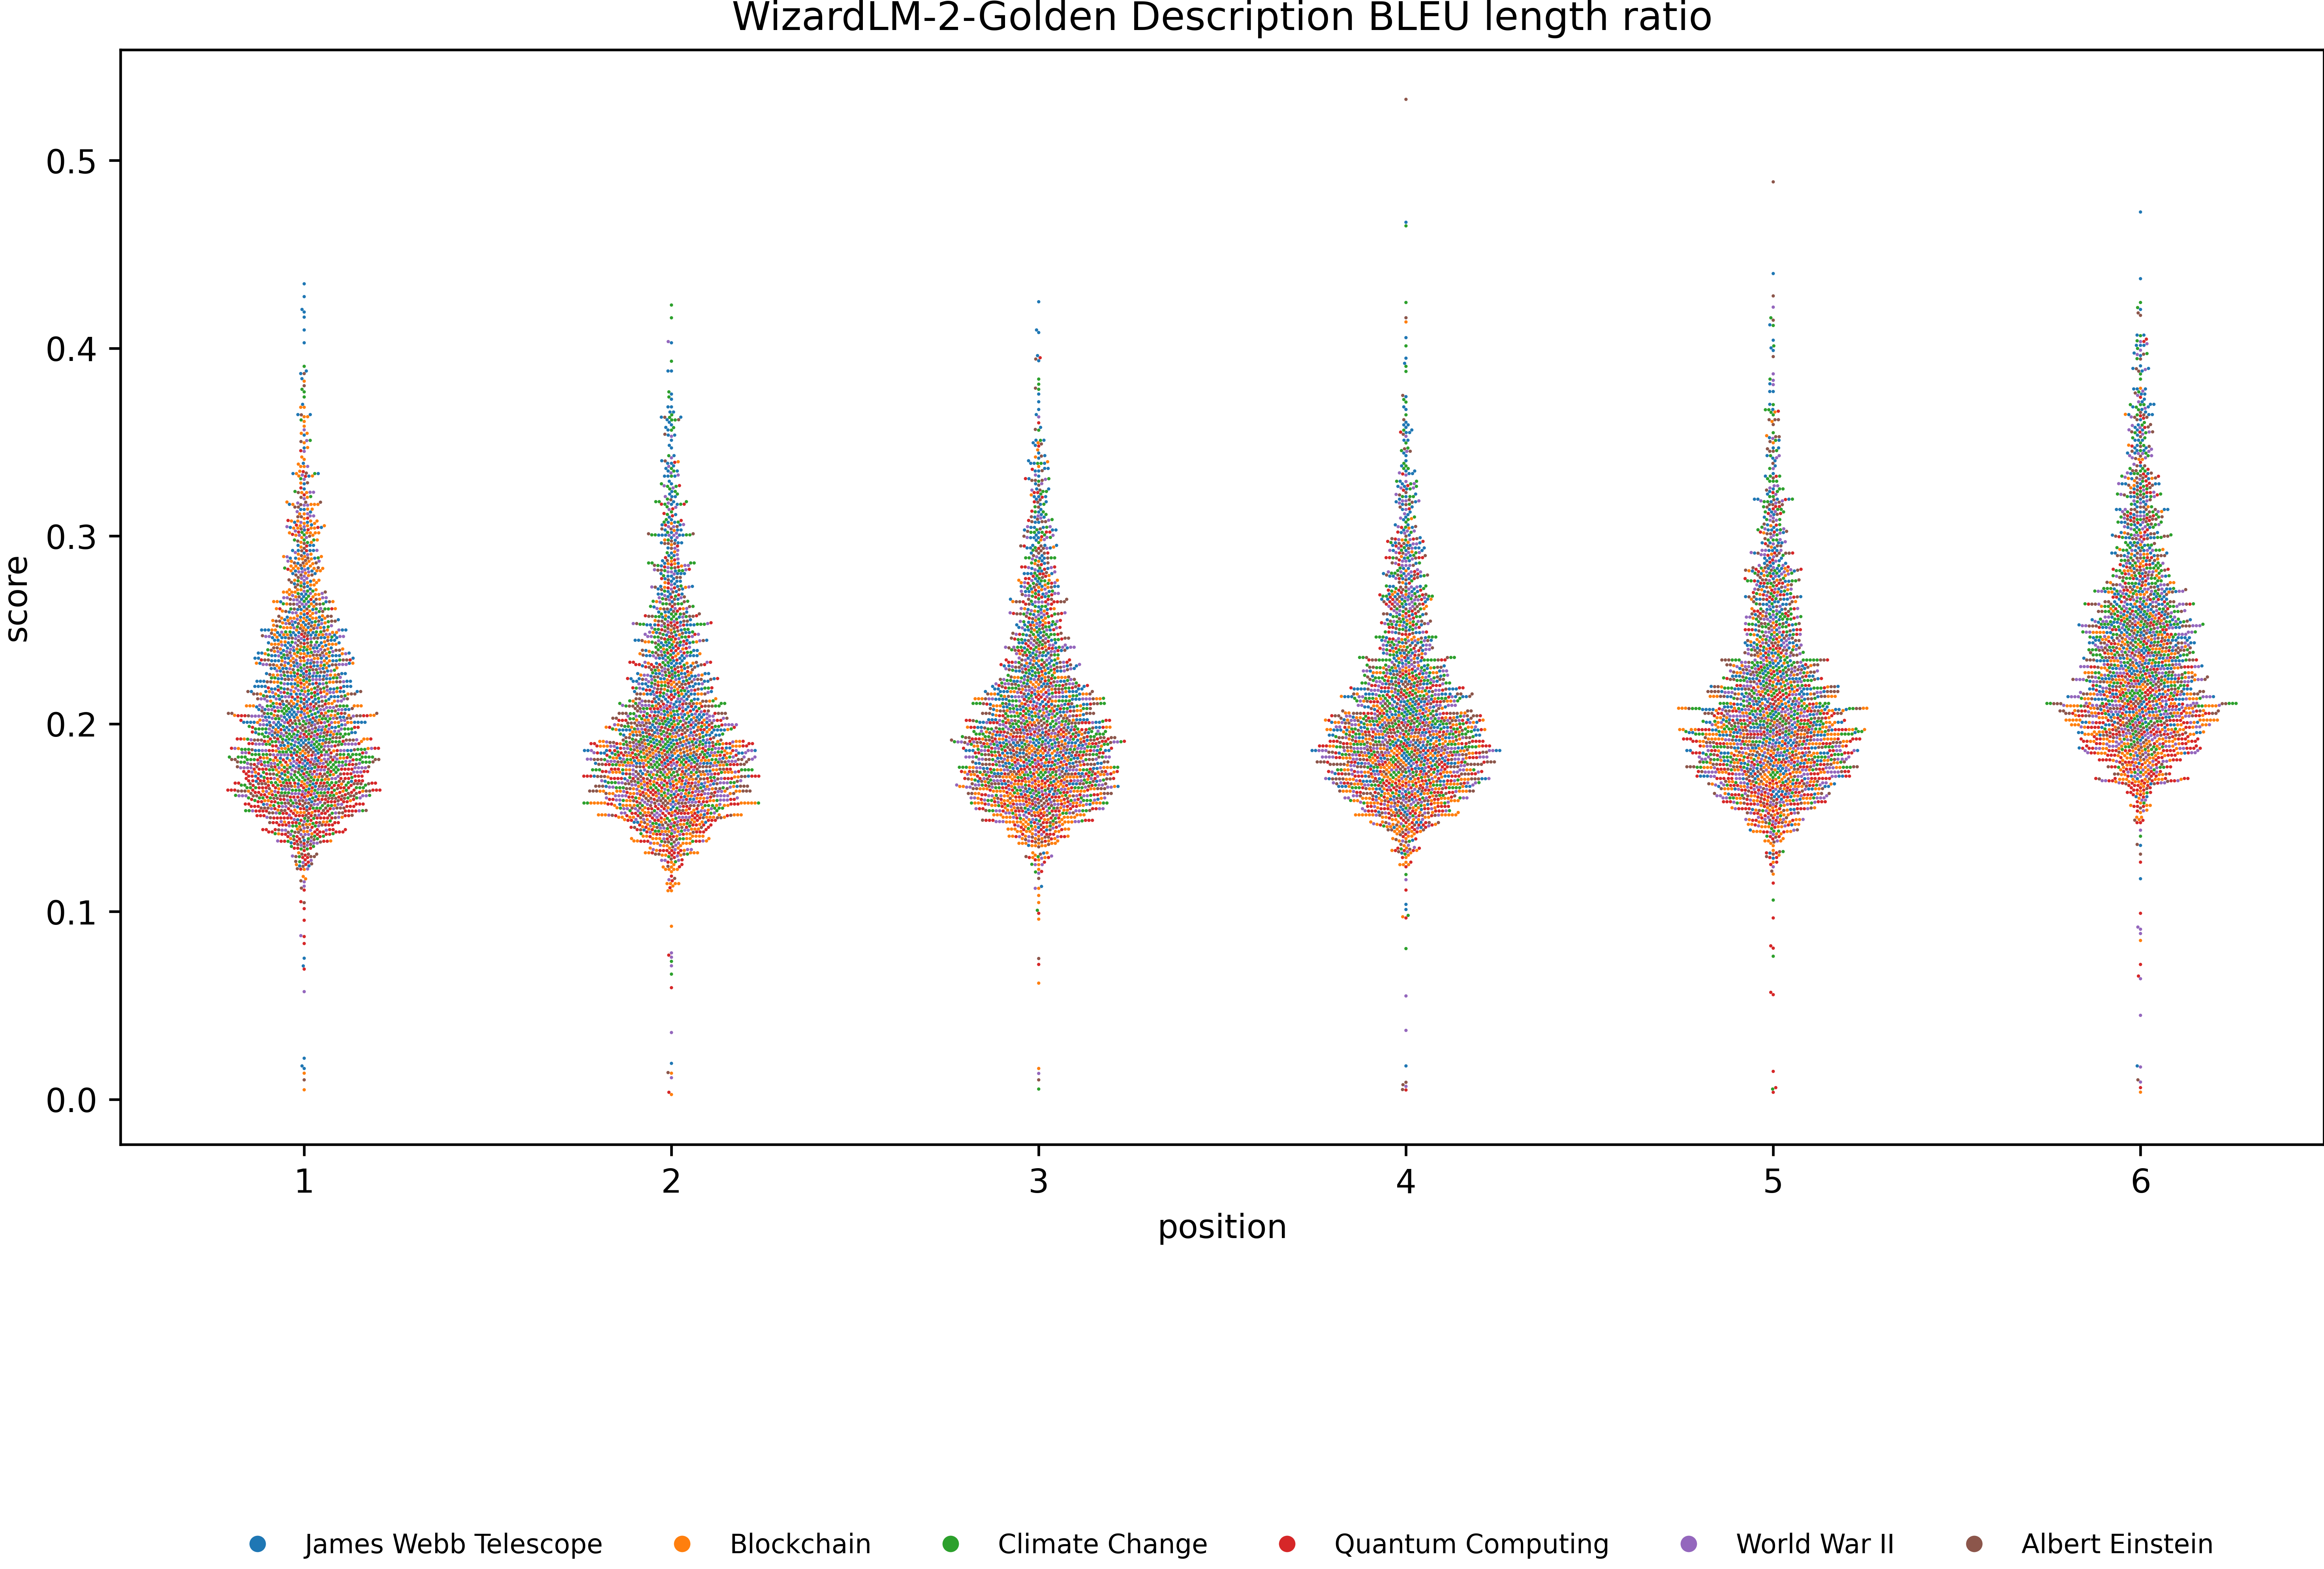 WizardLM-2-Golden Description BLEU length ratio
0.5
0.4
0.3
0.2
0.1
0.0
score
1 2 3 4 5 6
position
James Webb Telescope Blockchain Climate Change Quantum Computing World War II Albert Einstein